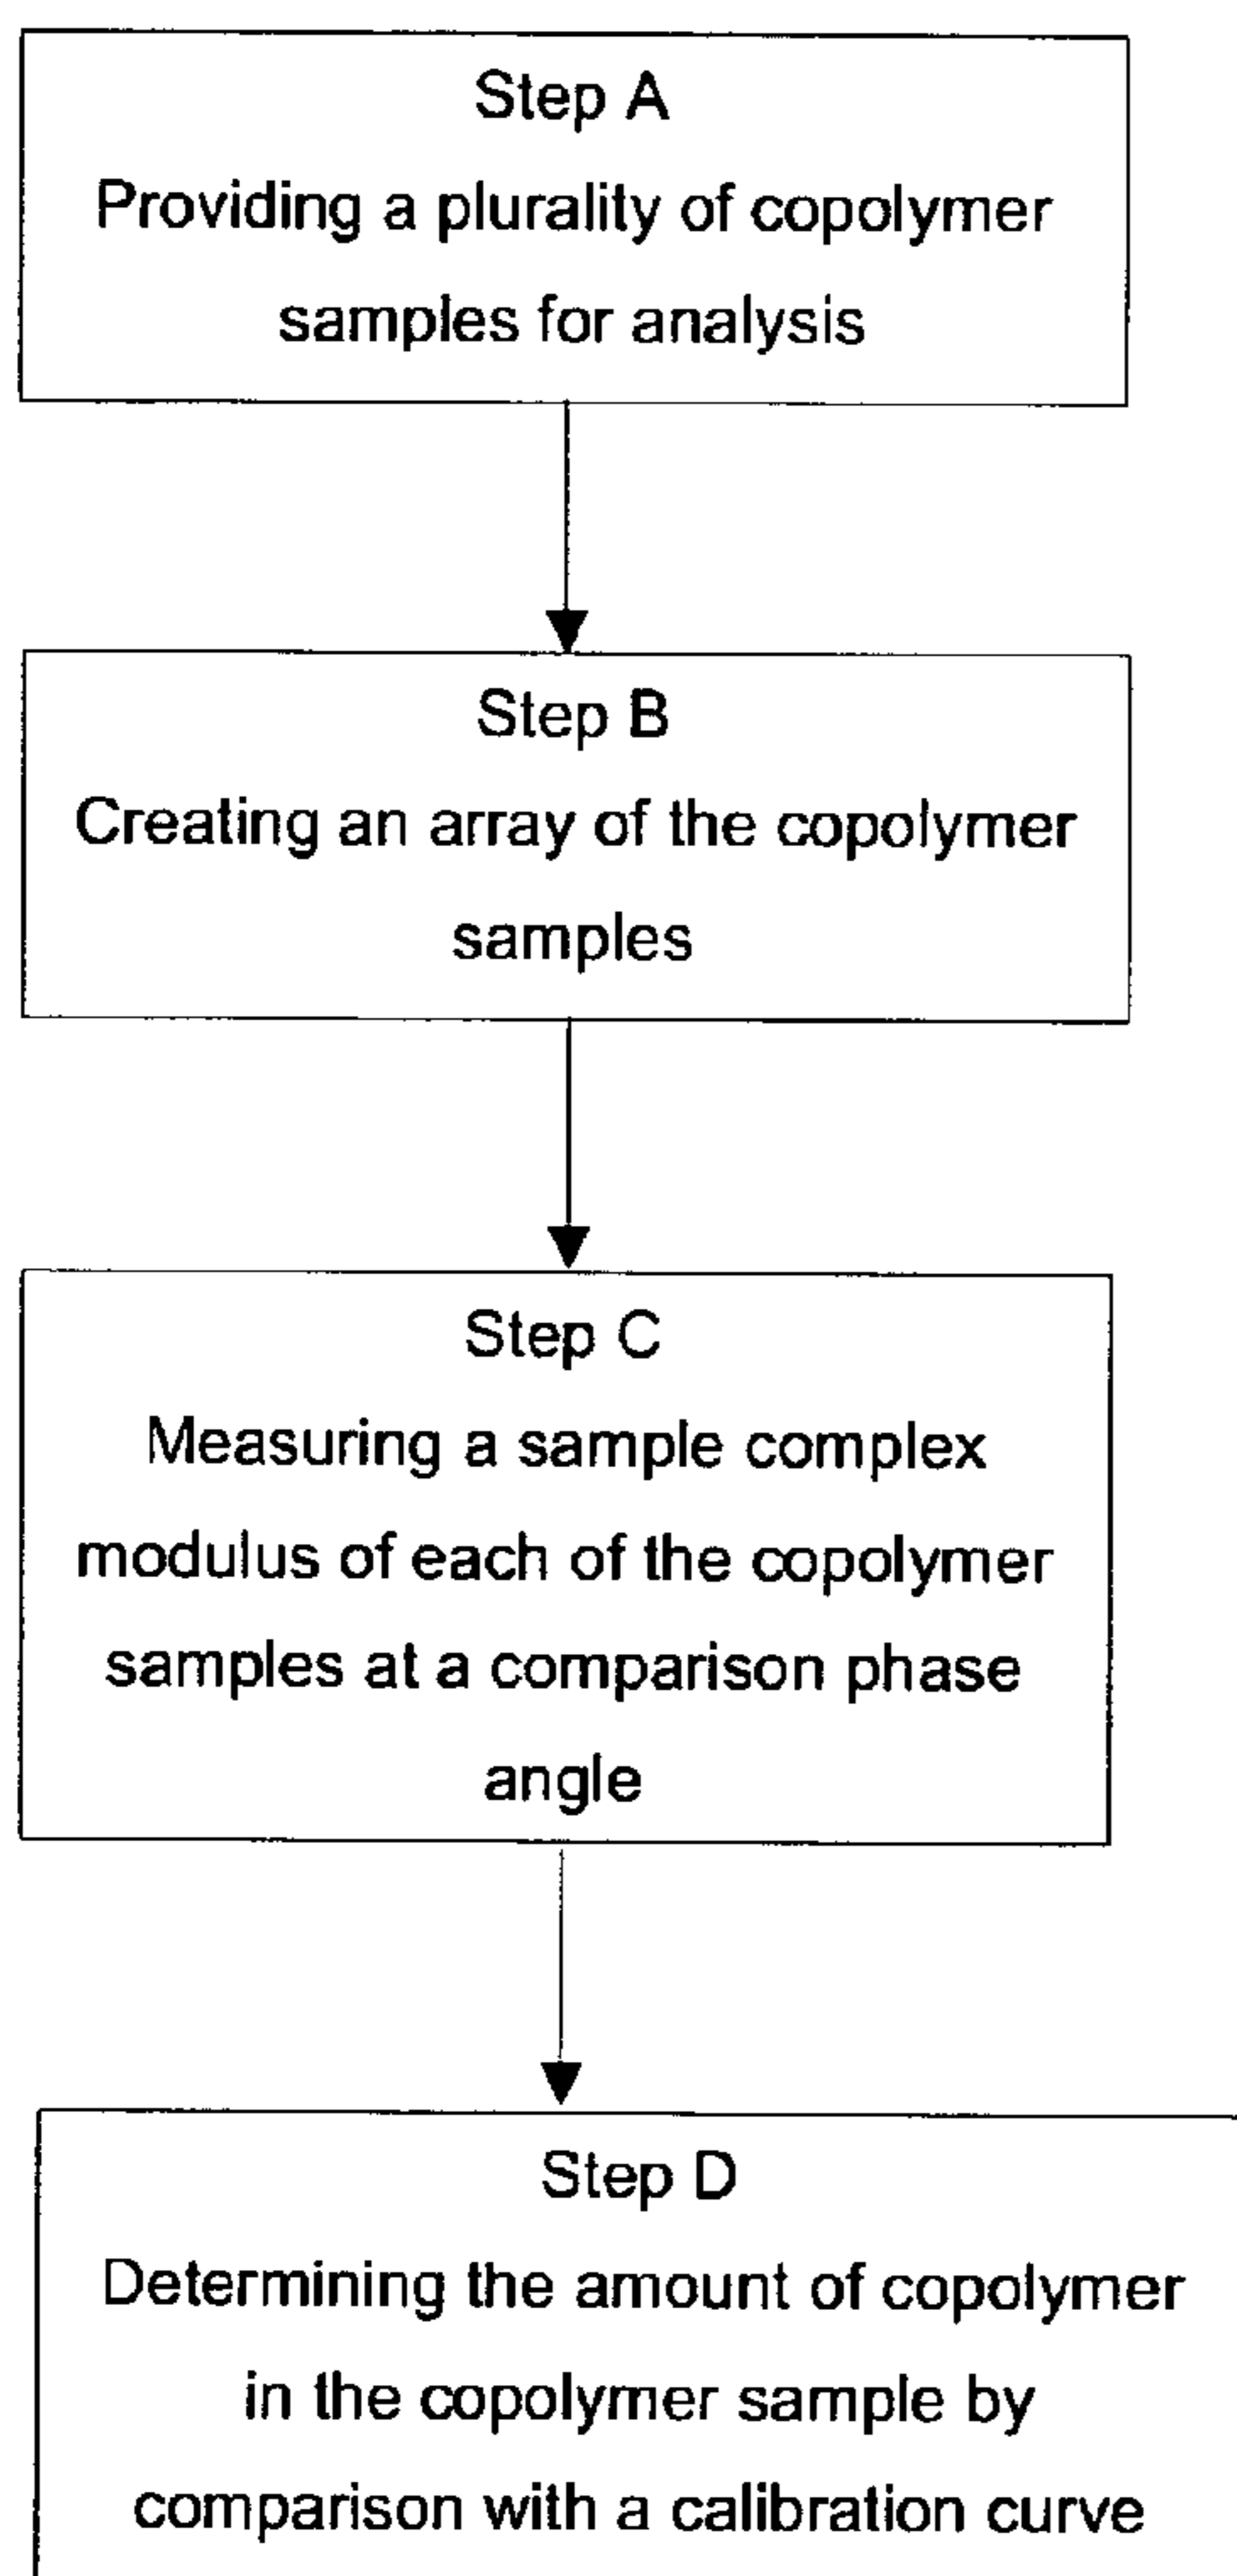 Step A
Providing a plurality of copolymer
samples for analysis
Step B
Creating an array of the copolymer
samples
Step C
Measuring a sample complex
modulus of each of the copolymer
samples at a comparison phase
angle
Step D
Determining the amount of copolymer
in the copolymer sample by
comparison with a calibration curve